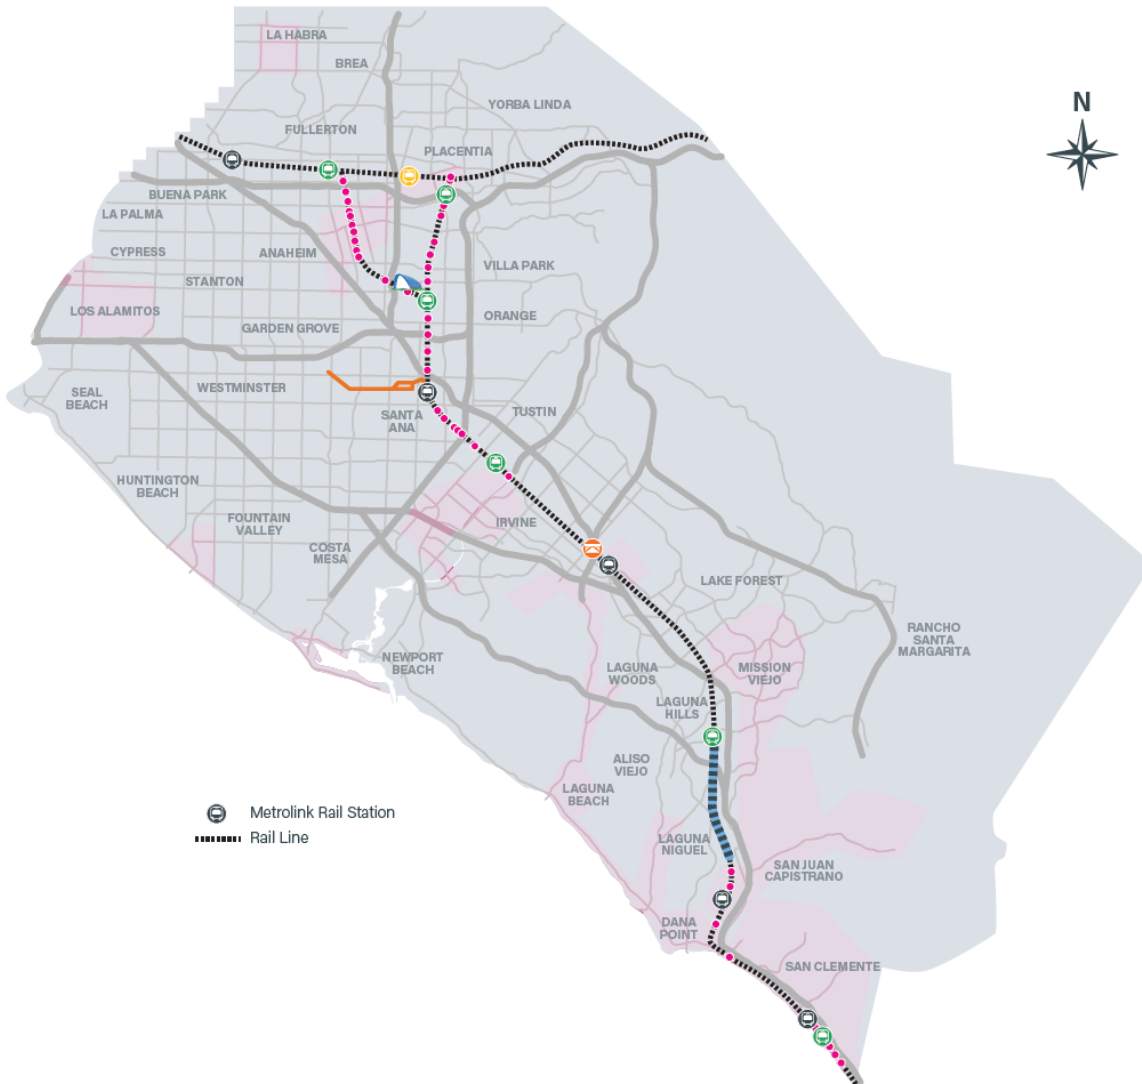 LA HABRA
BREA
N
YORBA LINDA
FULLERTON
PLACENTIA
BUENA PARK
LA PALMA
CYPRESS
ANAHEIM
VILLA PARK
STANTON
LOS ALAMITOS
ORANGE
GARDEN GROVE
WESTMINSTER
SEAL
BEACH
SANTA
ANA
TUSTIN
HUNTINGTON
BEACH
FOUNTAIN
VALLEY
IRVINE
COSTA
MESA
LAKE FOREST
RANCHO
SANTA
MARGARITA
NEWPORT
BEACH
LAGUNA
WOODS
MISSION
VIEJO
LAGUNA
HILLS
ALISO
VIEJO
LAGUNA
BEACH
Metrolink Rail Station
Rail Line
LAGUNA
NIGUEL
SAN JUAN
CAPISTRANO
DANA
POINT
SAN CLEMENTE